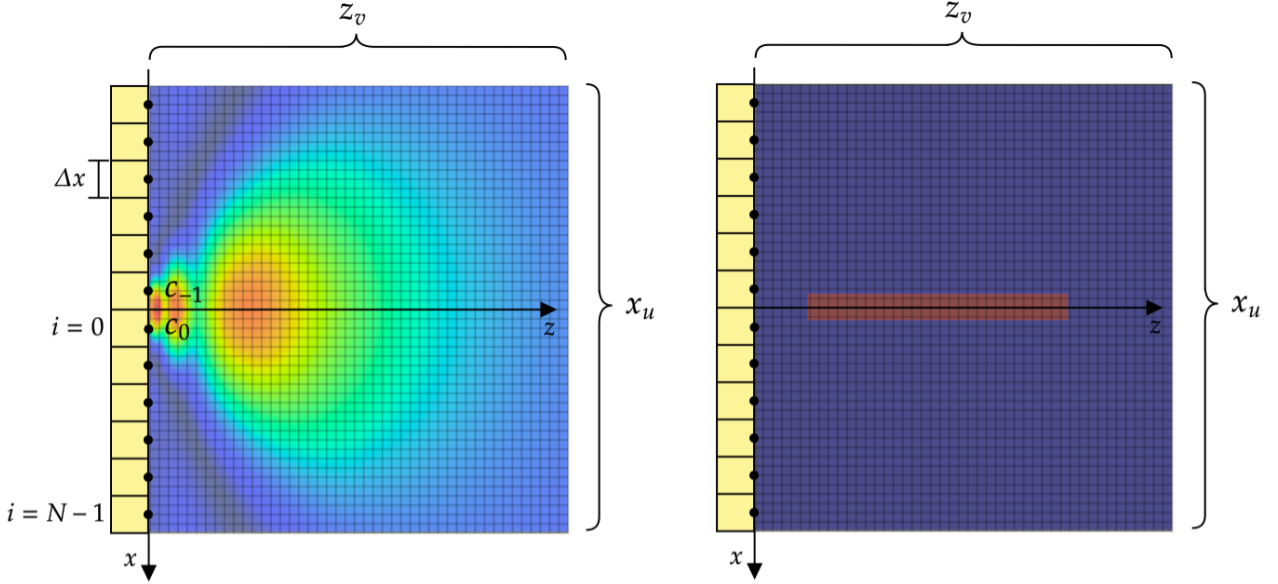 z_v
Δx
c_{-1}
i = 0
c_0
z
x_u
i = N − 1
x
z_v
z
x_u
x